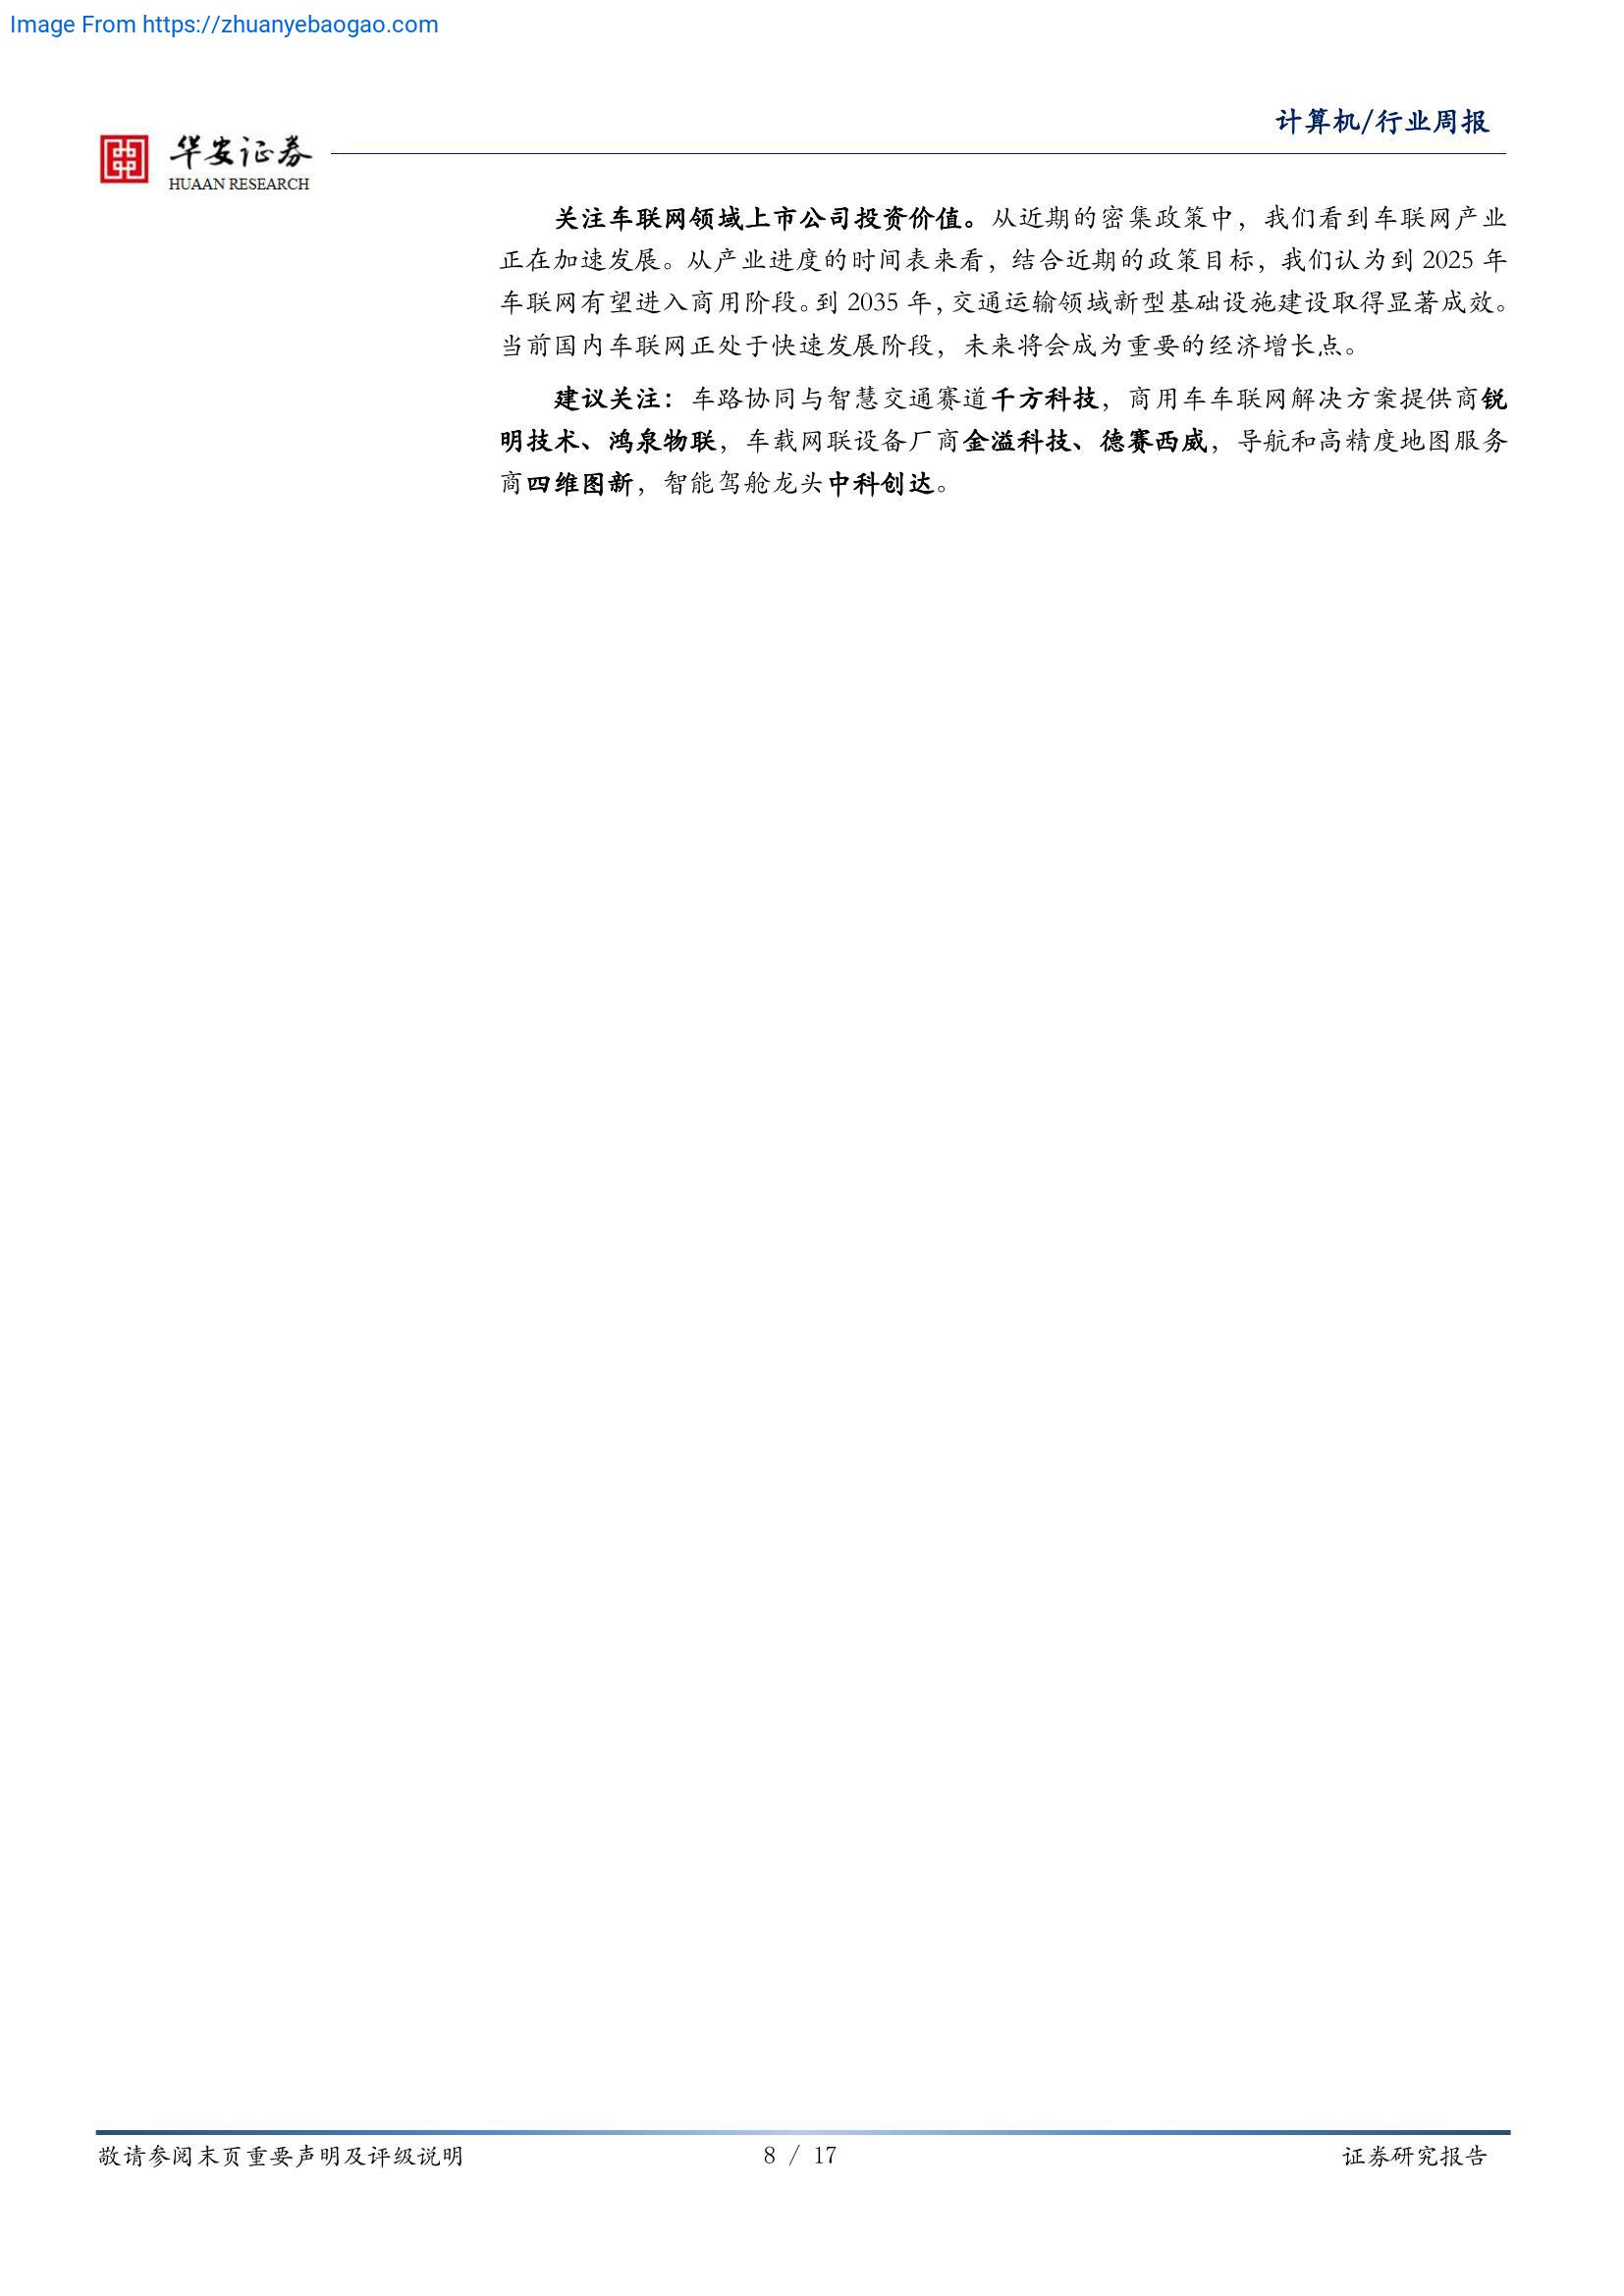 Image From https://zhuanyebaogao.com
计算机/行业周报
华安证券
HUAAN RESEARCH
关注车联网领域上市公司投资价值。从近期的密集政策中，我们看到车联网产业
正在加速发展。从产业进度的时间表来看，结合近期的政策目标，我们认为到 2025 年
车联网有望进入商用阶段。到 2035 年，交通运输领域新型基础设施建设取得显著成效。
当前国内车联网正处于快速发展阶段，未来将会成为重要的经济增长点。
建议关注：车路协同与智慧交通赛道千方科技，商用车车联网解决方案提供商锐
明技术、鸿泉物联，车载网联设备厂商金溢科技、德赛西威，导航和高精度地图服务
商四维图新，智能驾舱龙头中科创达。
敬请参阅末页重要声明及评级说明
8 / 17
证券研究报告